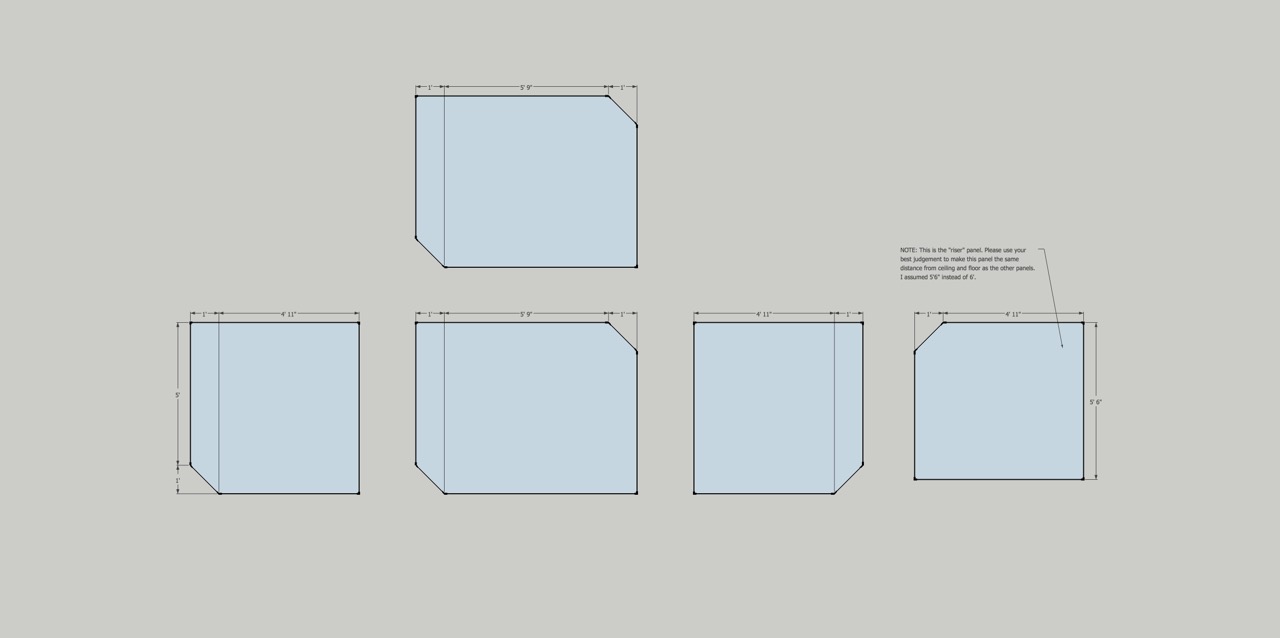 1' 5' 9" 1'
NOTE: This is the "riser" panel. Please use your
best judgement to make this panel the same
distance from ceiling and floor as the other panels.
I assumed 5'6" instead of 6'.
1' 4' 11"
1' 5' 9" 1'
4' 11" 1'
1' 4' 11"
5'
1'
5' 6"